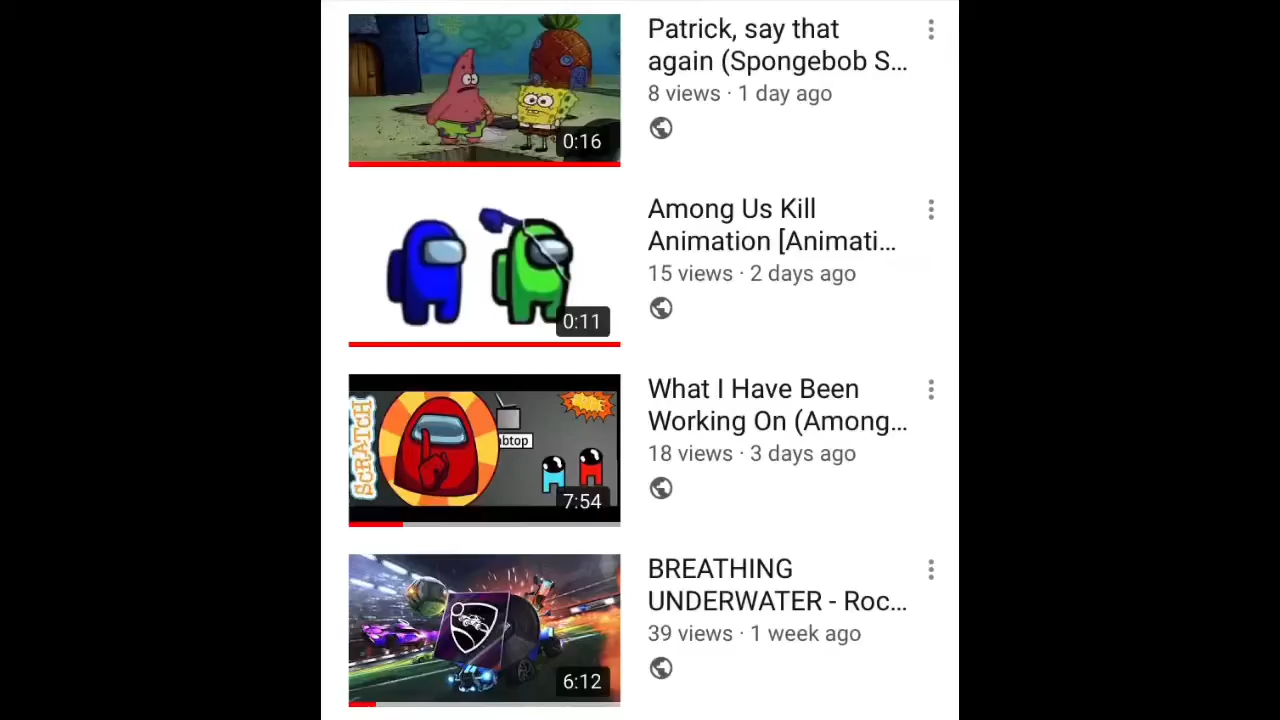 Patrick, say that
again (Spongebob S...
8 views · 1 day ago
0:16
Among Us Kill
Animation [Animati...
15 views · 2 days ago
0:11
What I Have Been
Working On (Among...
18 views · 3 days ago
SCRATCH
btop
7:54
BREATHING
UNDERWATER - Roc...
39 views · 1 week ago
6:12